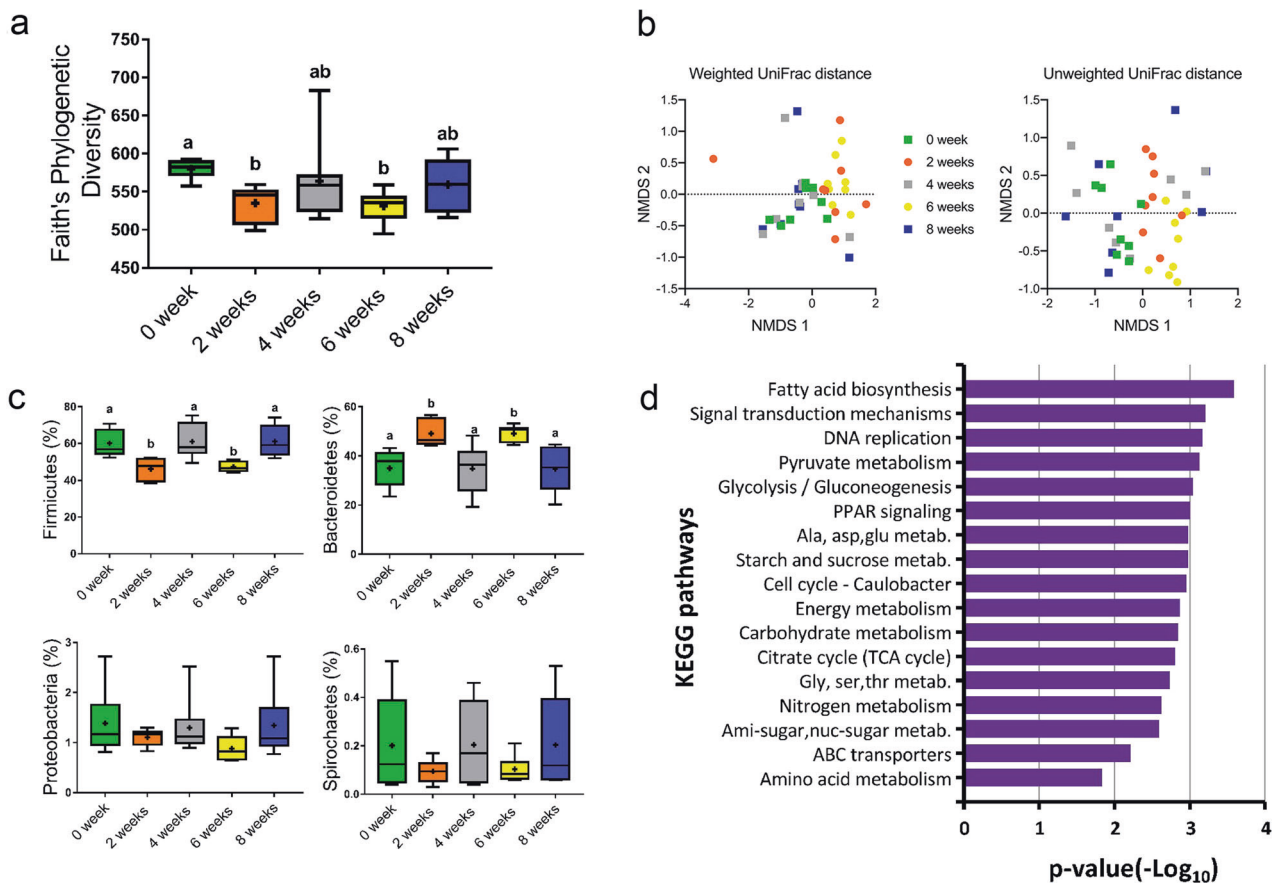 a
Faith's Phylogenetic
Diversity
750
700
650
600
550
500
450
a
b
ab
b
ab
0 week
2 weeks
4 weeks
6 weeks
8 weeks
b
Weighted UniFrac distance
NMDS 2
1.5
1.0
0.5
0.0
-0.5
-1.0
-1.5
-4
-2
0
2
NMDS 1
0 week
2 weeks
4 weeks
6 weeks
8 weeks
Unweighted UniFrac distance
NMDS 2
1.5
1.0
0.5
0.0
-0.5
-1.0
-2
-1
0
1
2
NMDS 1
c
Firmicutes (%)
80
60
40
20
0
a
b
a
b
a
0 week
2 weeks
4 weeks
6 weeks
8 weeks
Bacteroidetes (%)
60
40
20
0
a
b
a
b
a
0 week
2 weeks
4 weeks
6 weeks
8 weeks
Proteobacteria (%)
3
2
1
0
0 week
2 weeks
4 weeks
6 weeks
8 weeks
Spirochaetes (%)
0.6
0.4
0.2
0.0
0 week
2 weeks
4 weeks
6 weeks
8 weeks
d
KEGG pathways
Fatty acid biosynthesis
Signal transduction mechanisms
DNA replication
Pyruvate metabolism
Glycolysis / Gluconeogenesis
PPAR signaling
Ala, asp,glu metab.
Starch and sucrose metab.
Cell cycle - Caulobacter
Energy metabolism
Carbohydrate metabolism
Citrate cycle (TCA cycle)
Gly, ser,thr metab.
Nitrogen metabolism
Ami-sugar,nuc-sugar metab.
ABC transporters
Amino acid metabolism
0
1
2
3
4
p-value(-Log10)